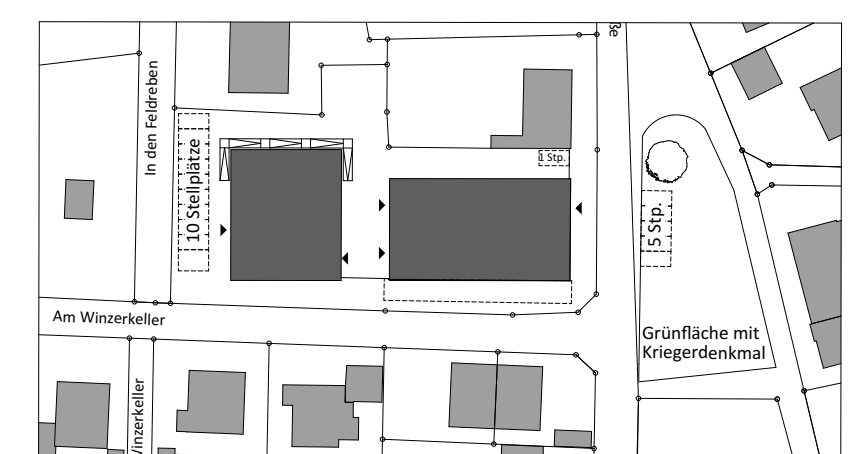 ße
In den Feldreben
10 Stellplätze
1 Stp.
5 Stp.
Am Winzerkeller
Grünfläche mit
Kriegerdenkmal
Winzerkeller